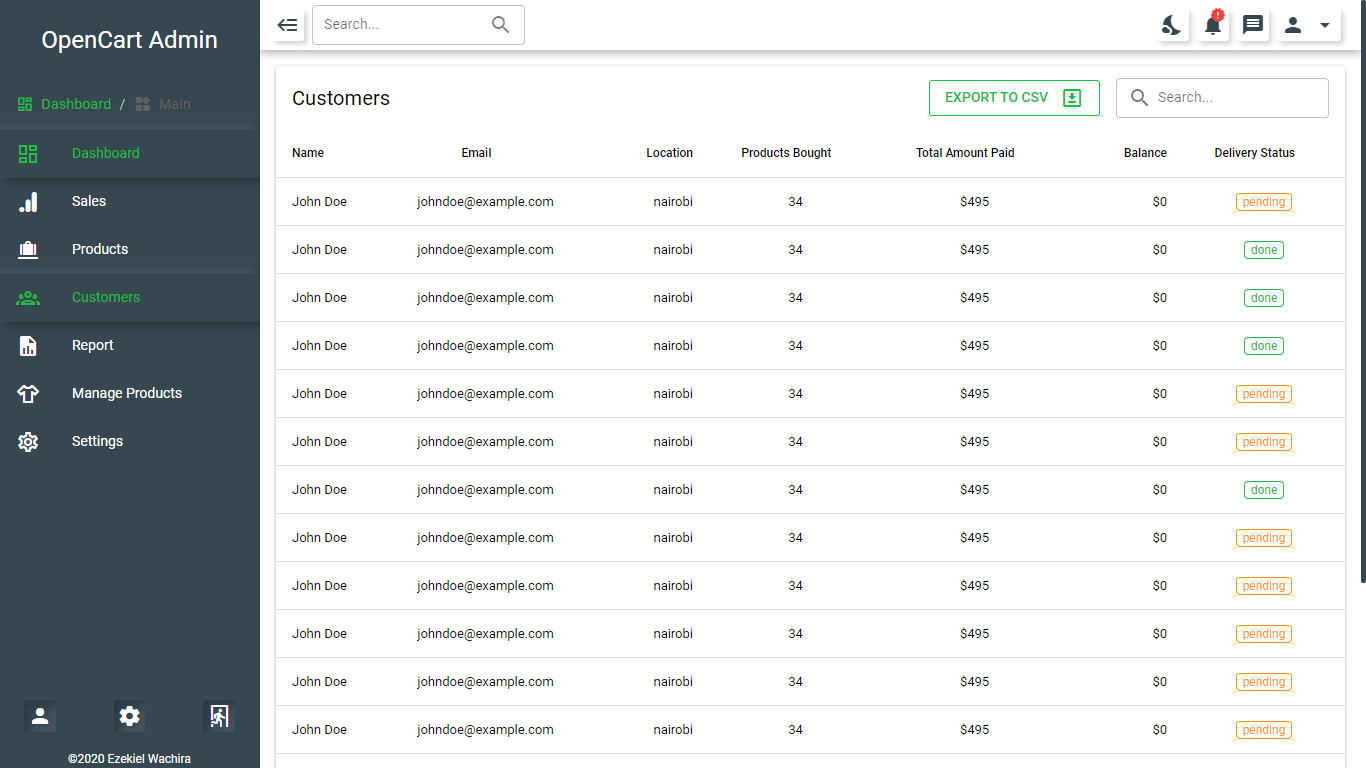 OpenCart Admin
Search...
Dashboard / Main
Dashboard
Sales
Products
Customers
Report
Manage Products
Settings
©2020 Ezekiel Wachira
Customers
EXPORT TO CSV
Search...
Name Email Location Products Bought Total Amount Paid Balance Delivery Status
John Doe johndoe@example.com nairobi 34 $495 $0 pending
John Doe johndoe@example.com nairobi 34 $495 $0 done
John Doe johndoe@example.com nairobi 34 $495 $0 done
John Doe johndoe@example.com nairobi 34 $495 $0 done
John Doe johndoe@example.com nairobi 34 $495 $0 pending
John Doe johndoe@example.com nairobi 34 $495 $0 pending
John Doe johndoe@example.com nairobi 34 $495 $0 done
John Doe johndoe@example.com nairobi 34 $495 $0 pending
John Doe johndoe@example.com nairobi 34 $495 $0 pending
John Doe johndoe@example.com nairobi 34 $495 $0 pending
John Doe johndoe@example.com nairobi 34 $495 $0 pending
John Doe johndoe@example.com nairobi 34 $495 $0 pending